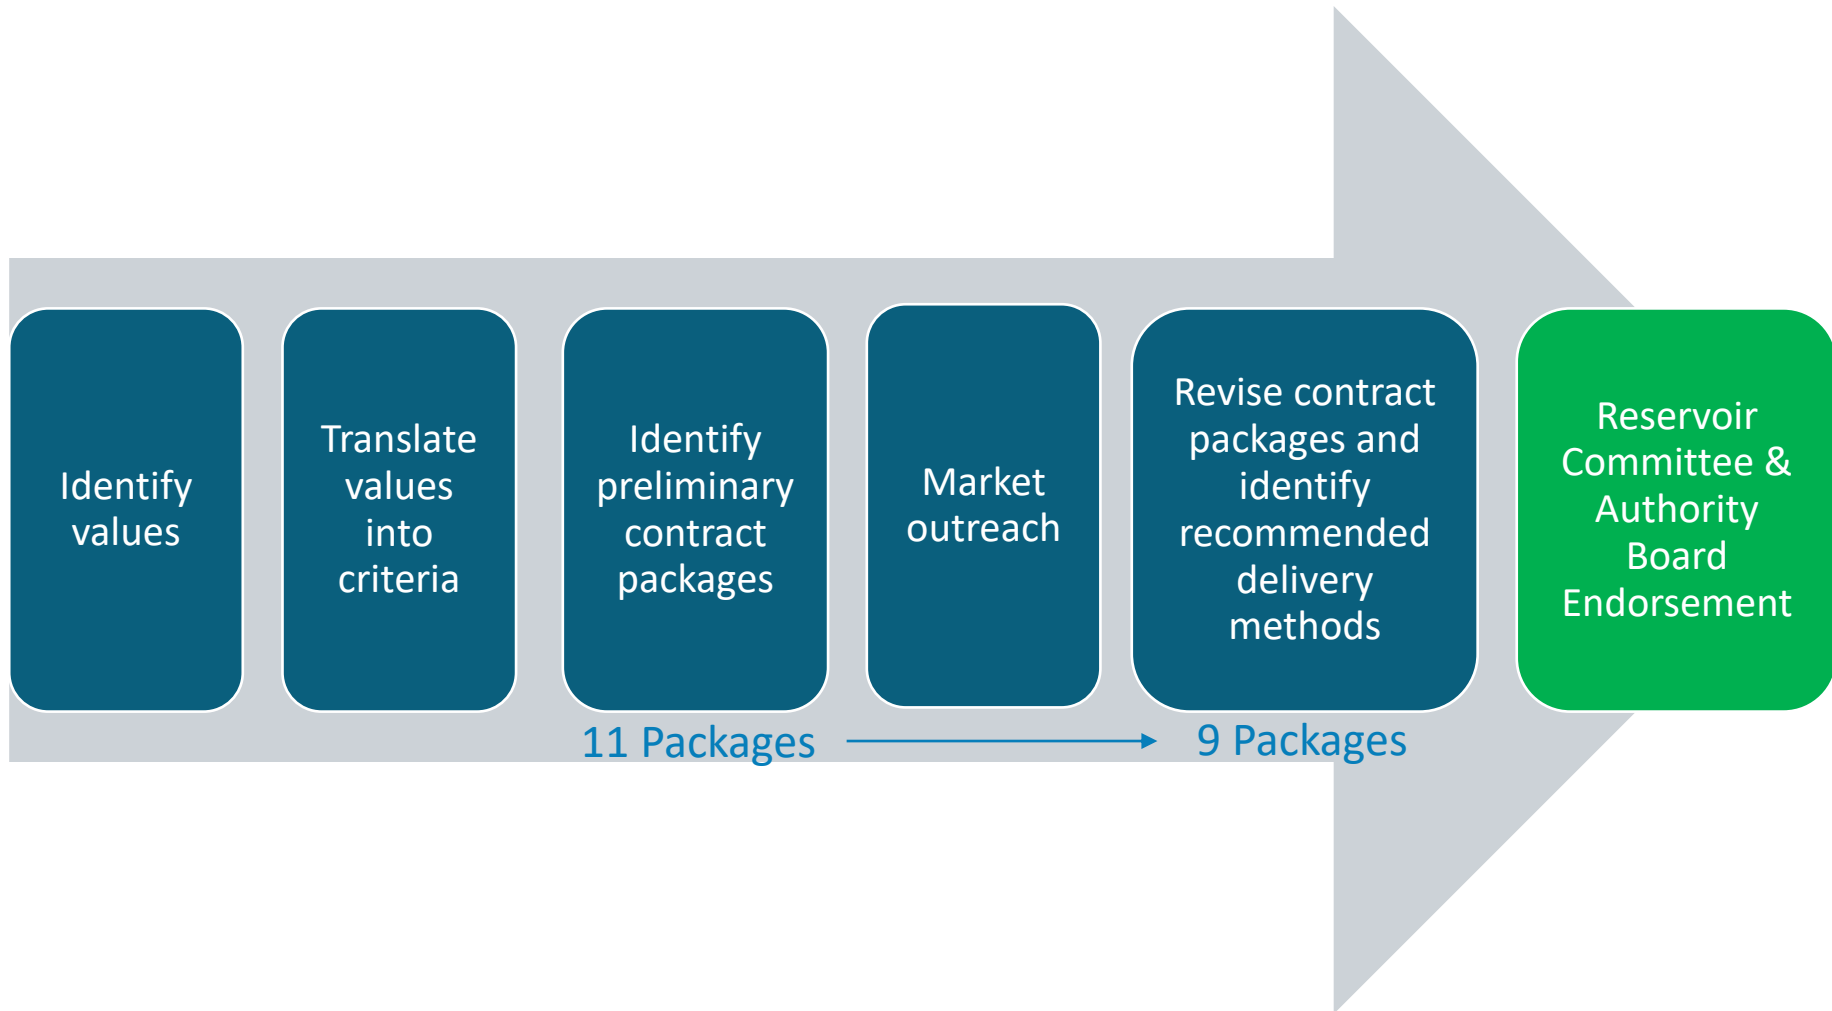 Identify
values
Translate
values
into
criteria
Identify
preliminary
contract
packages
Market
outreach
Revise contract
packages and
identify
recommended
delivery
methods
Reservoir
Committee &
Authority
Board
Endorsement
11 Packages
9 Packages